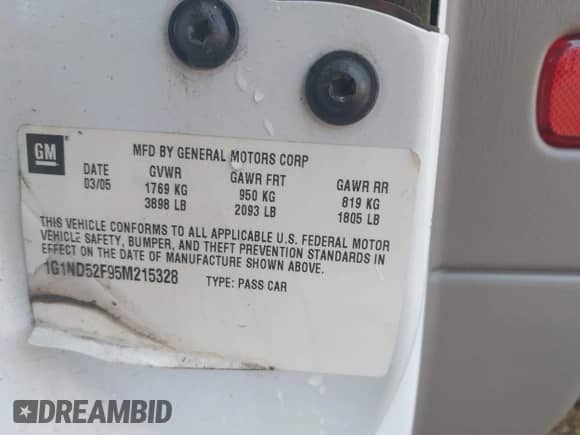 GM
MFD BY GENERAL MOTORS CORP
DATE GVWR GAWR FRT GAWR RR
03/05 1769 KG 950 KG 819 KG
3898 LB 2093 LB 1805 LB
THIS VEHICLE CONFORMS TO ALL APPLICABLE U.S. FEDERAL MOTOR
VEHICLE SAFETY, BUMPER, AND THEFT PREVENTION STANDARDS IN
EFFECT ON THE DATE OF MANUFACTURE SHOWN ABOVE.
1G1ND52F95M215328 TYPE: PASS CAR
DREAMBID